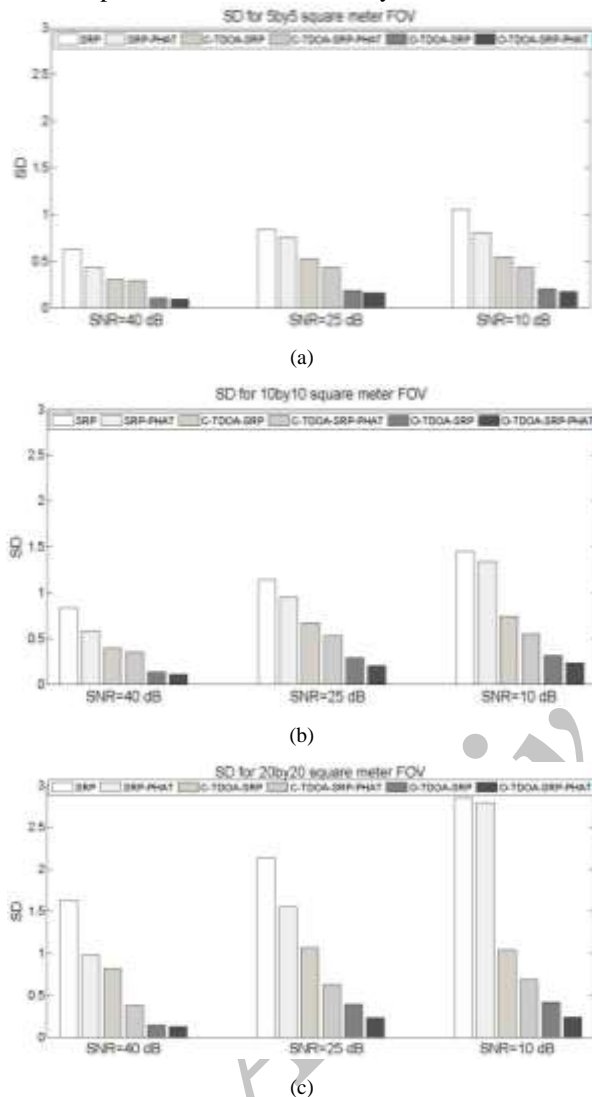 SD for 5by5 square meter FOV
SRP SRP-PHAT C-TDOA-SRP C-TDOA-SRP-PHAT O-TDOA-SRP O-TDOA-SRP-PHAT
3
2.5
2
1.5
1
0.5
0
SD
SNR=40 dB SNR=25 dB SNR=10 dB
(a)
SD for 10by10 square meter FOV
SRP SRP-PHAT C-TDOA-SRP C-TDOA-SRP-PHAT O-TDOA-SRP O-TDOA-SRP-PHAT
3
2.5
2
1.5
1
0.5
0
SD
SNR=40 dB SNR=25 dB SNR=10 dB
(b)
SD for 20by20 square meter FOV
SRP SRP-PHAT C-TDOA-SRP C-TDOA-SRP-PHAT O-TDOA-SRP O-TDOA-SRP-PHAT
3
2.5
2
1.5
1
0.5
0
SD
SNR=40 dB SNR=25 dB SNR=10 dB
(c)